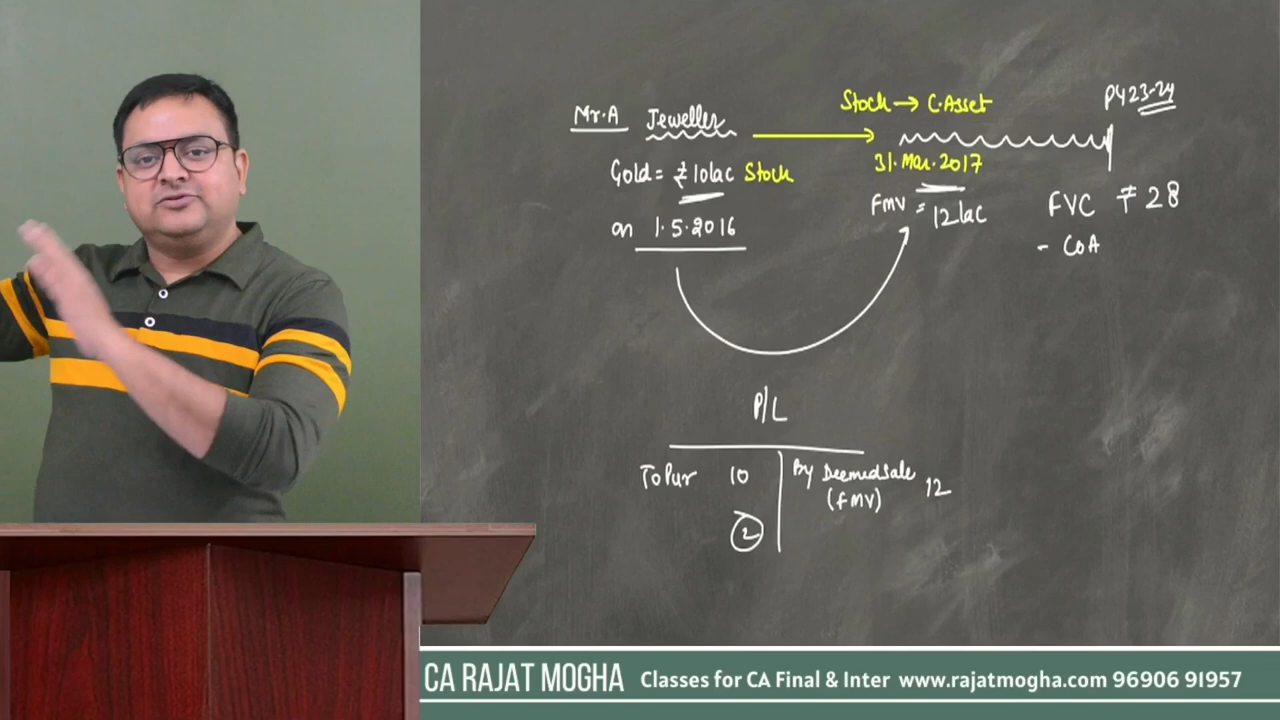 Mr.A Jeweller
Gold = ₹10lac Stock
on 1.5.2016
Stock → C.Asset
31.Mar.2017
FMV = 12lac
PY23-24
FVC ₹28
- CoA
P/L
To Pur 10
By Deemed Sale 12
(FMV)
2
CA RAJAT MOGHA Classes for CA Final & Inter www.rajatmogha.com 96906 91957